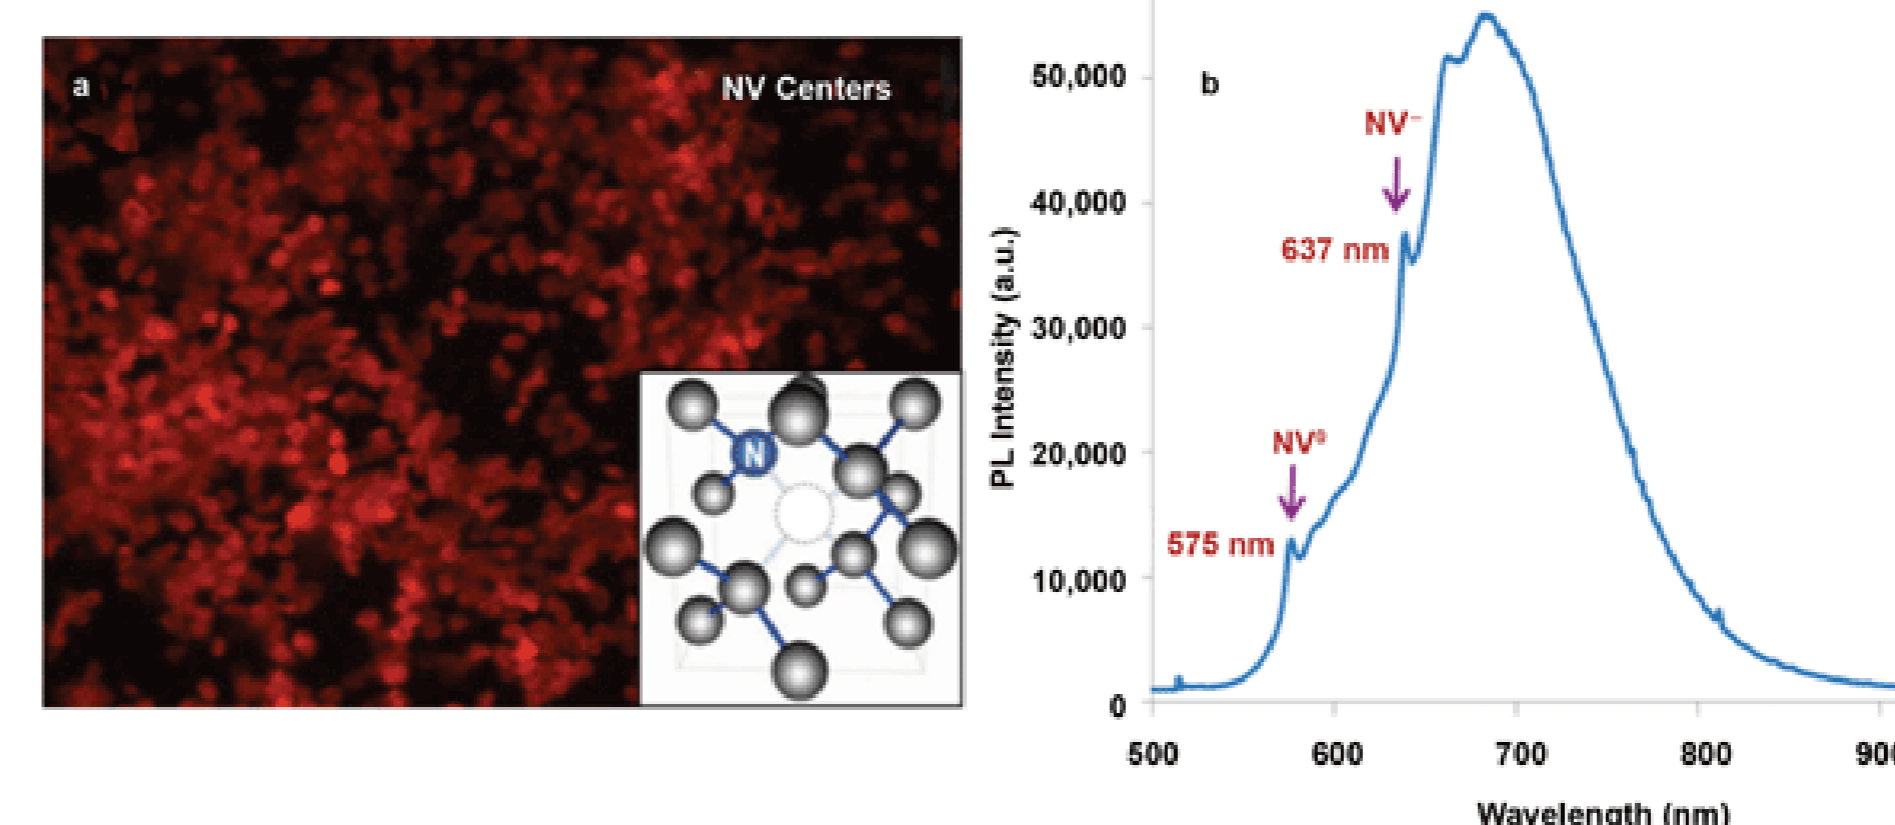 a
NV Centers
N
b
50,000
40,000
30,000
20,000
10,000
0
PL Intensity (a.u.)
NV⁻
637 nm
NV⁰
575 nm
500
600
700
800
Wavelength (nm)